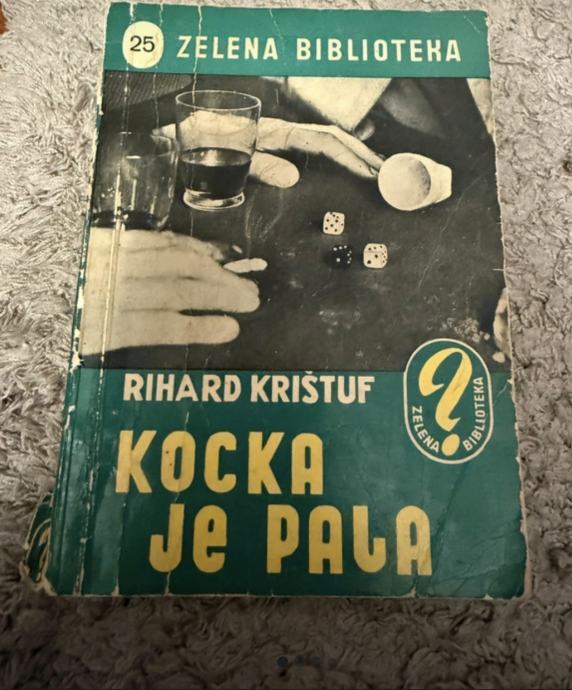 25 ZELENA BIBLIOTEKA
RIHARD KRIŠTUF
?
ZELENA BIBLIOTEKA
KOCKA
Je PALA